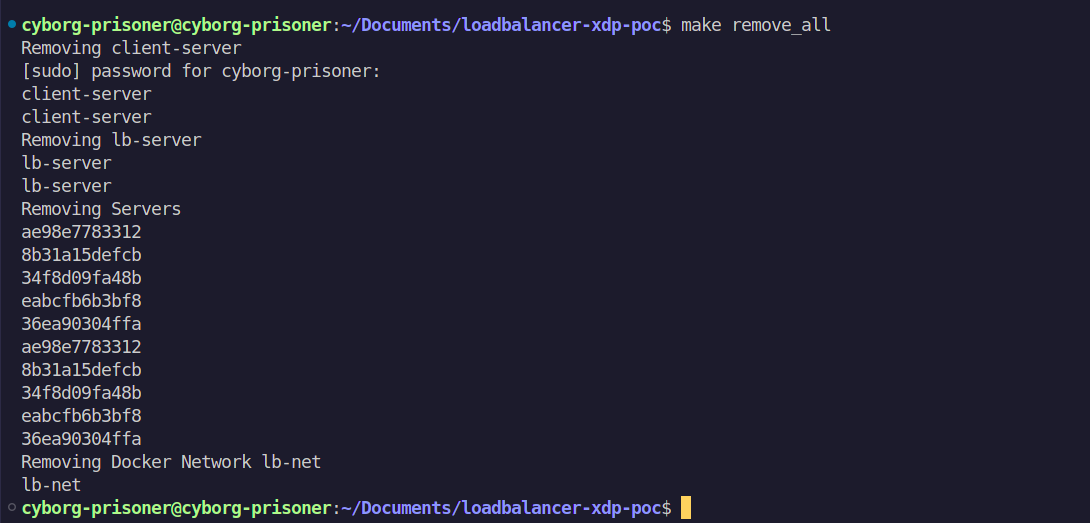 cyborg-prisoner@cyborg-prisoner:~/Documents/loadbalancer-xdp-poc$ make remove_all
Removing client-server
[sudo] password for cyborg-prisoner:
client-server
client-server
Removing lb-server
lb-server
lb-server
Removing Servers
ae98e7783312
8b31a15defcb
34f8d09fa48b
eabcfb6b3bf8
36ea90304ffa
ae98e7783312
8b31a15defcb
34f8d09fa48b
eabcfb6b3bf8
36ea90304ffa
Removing Docker Network lb-net
lb-net
cyborg-prisoner@cyborg-prisoner:~/Documents/loadbalancer-xdp-poc$